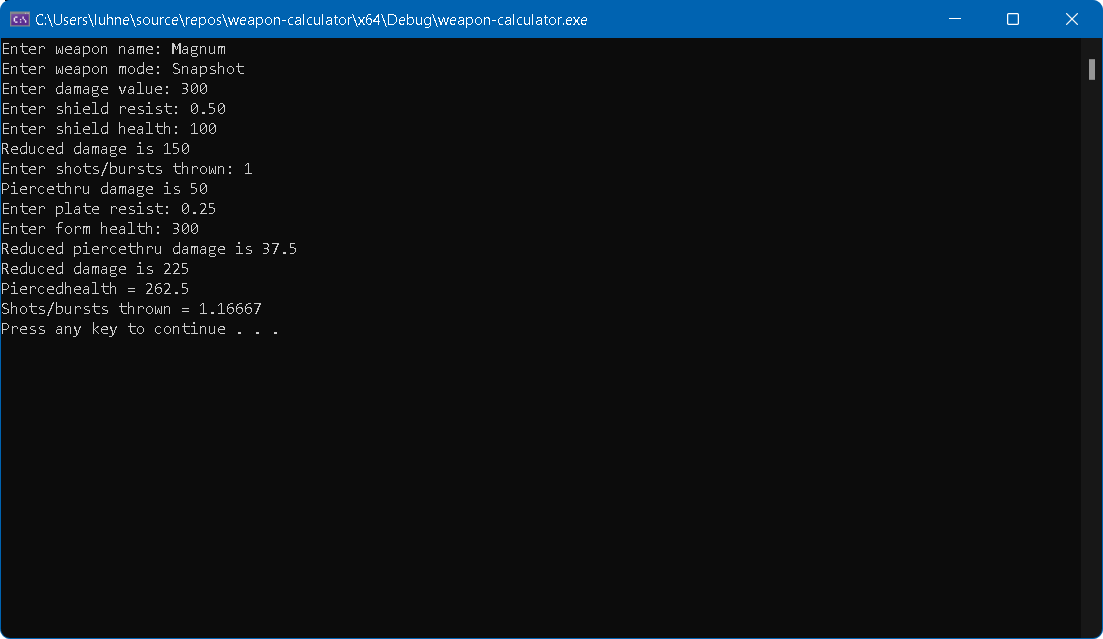 C:\Users\luhne\source\repos\weapon-calculator\x64\Debug\weapon-calculator.exe
Enter weapon name: Magnum
Enter weapon mode: Snapshot
Enter damage value: 300
Enter shield resist: 0.50
Enter shield health: 100
Reduced damage is 150
Enter shots/bursts thrown: 1
Piercethru damage is 50
Enter plate resist: 0.25
Enter form health: 300
Reduced piercethru damage is 37.5
Reduced damage is 225
Piercedhealth = 262.5
Shots/bursts thrown = 1.16667
Press any key to continue . . .